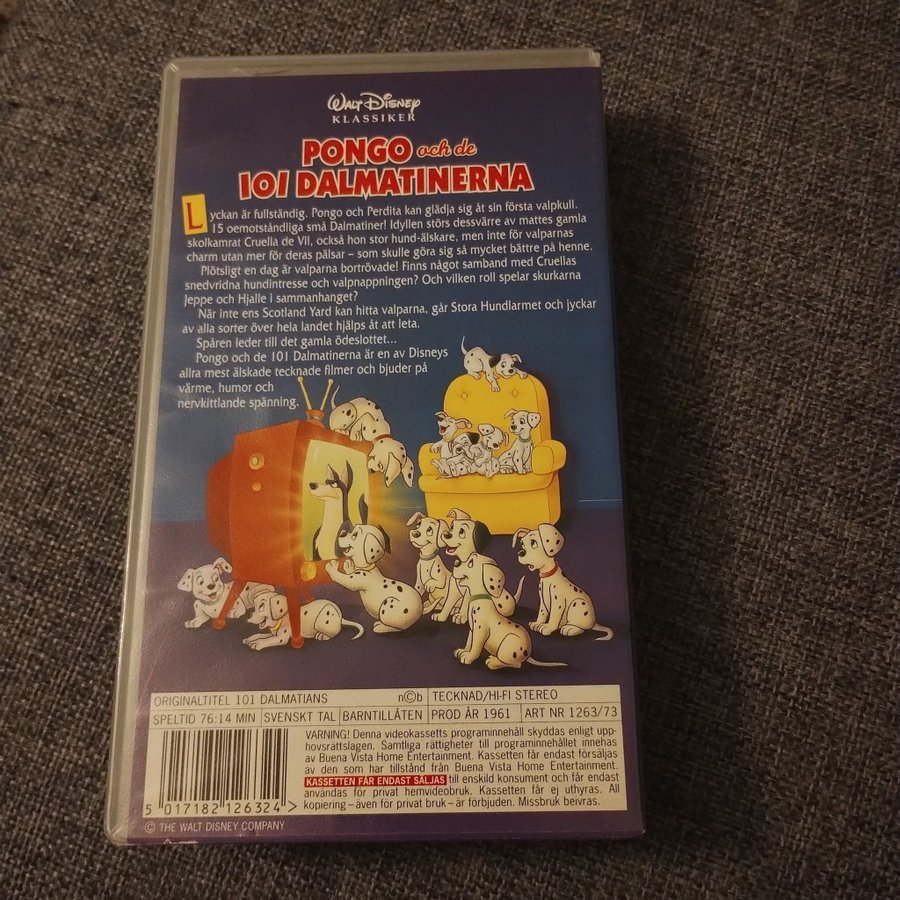 WALT DISNEY
KLASSIKER
PONGO och de
101 DALMATINERNA
Lyckan är fullständig. Pongo och Perdita kan glädja sig åt sin första valpkull.
15 oemotståndliga små Dalmatiner! Idyllen störs dessvärre av mattes gamla
skolkamrat Cruella de Vil, också hon stor hund-älskare, men inte för valparnas
charm utan mer för deras pälsar – som skulle göra sig så mycket bättre på henne.
Plötsligt en dag är valparna bortrövade! Finns något samband med Cruellas
snedvridna hundintresse och valpnappningen? Och vilken roll spelar skurkarna
Jeppe och Hjalle i sammanhanget?
När inte ens Scotland Yard kan hitta valparna, går Stora Hundlarmet och jyckar
av alla sorter över hela landet hjälps åt att leta.
Spåren leder till det gamla ödeslottet...
Pongo och de 101 Dalmatinerna är en av Disneys
allra mest älskade tecknade filmer och bjuder på
värme, humor och
nervkittlande spänning.
ORIGINALTITEL 101 DALMATIANS n©b TECKNAD/HI-FI STEREO
SPELTID 76:14 MIN SVENSKT TAL BARNTILLÅTEN PROD ÅR 1961 ART NR 1263/73
VARNING! Denna videokassetts programinnehåll skyddas enligt upp-
hovsrättslagen. Samtliga rättigheter till programinnehållet innehas
av Buena Vista Home Entertainment. Kassetten får endast försäljas
av den som har tillstånd från Buena Vista Home Entertainment.
KASSETTEN FÅR ENDAST SÄLJAS till enskild konsument och får endast
användas för privat hemvideobruk. Kassetten får ej uthyras. All
kopiering – även för privat bruk – är förbjuden. Missbruk beivras.
5 017182 126324 >
© THE WALT DISNEY COMPANY